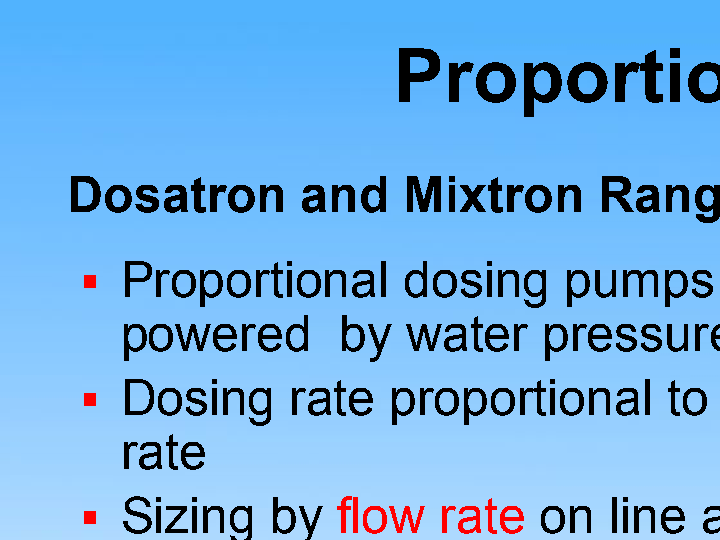 Proportio
Dosatron and Mixtron Rang
▪ Proportional dosing pumps
powered  by water pressure
▪ Dosing rate proportional to
rate
▪ Sizing by flow rate on line a